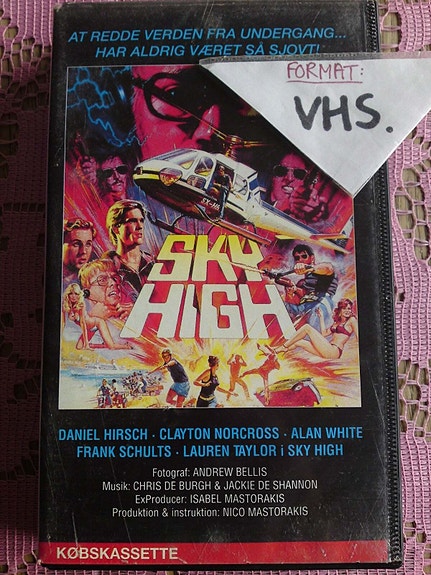 AT REDDE VERDEN FRA UNDERGANG...
HAR ALDRIG VÆRET SÅ SJOVT!
FORMAT:
VHS.
SKY
HIGH
DANIEL HIRSCH · CLAYTON NORCROSS · ALAN WHITE
FRANK SCHULTS · LAUREN TAYLOR i SKY HIGH
Fotograf: ANDREW BELLIS
Musik: CHRIS DE BURGH & JACKIE DE SHANNON
ExProducer: ISABEL MASTORAKIS
Produktion & instruktion: NICO MASTORAKIS
KØBSKASSETTE